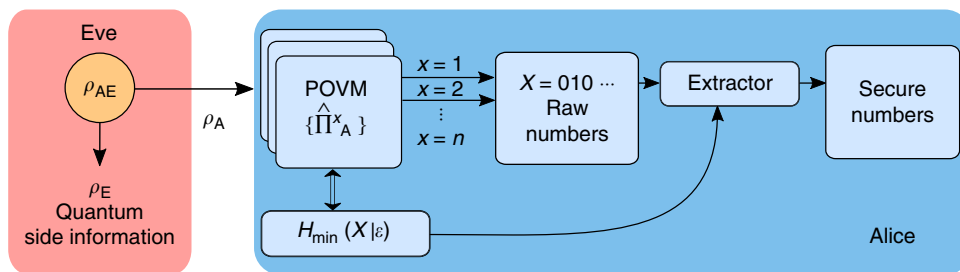 Eve
ρAE
ρE
Quantum
side information
ρA
POVM
{Π̂ˣA}
x = 1
x = 2
⋮
x = n
X = 010 ···
Raw
numbers
Extractor
Secure
numbers
Hmin (X|ε)
Alice